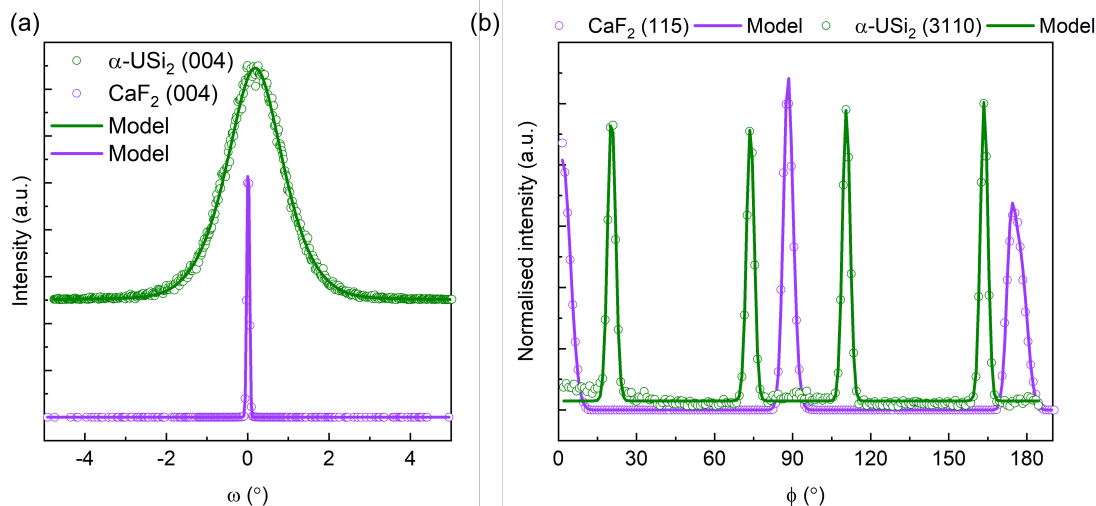 (a)
α-USi₂ (004)
CaF₂ (004)
Model
Model
Intensity (a.u.)
-4 -2 0 2 4
ω (°)
(b)
CaF₂ (115) Model α-USi₂ (3110) Model
Normalised intensity (a.u.)
0 30 60 90 120 150 180
ϕ (°)